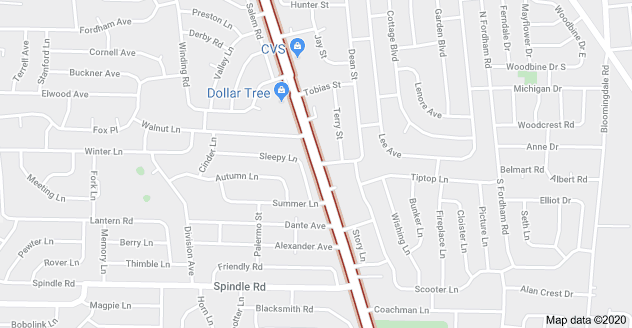 Hunter St
Preston Ln
Salem Rd
Fordham Ave
Derby Rd
Jay St
Cottage Blvd
Garden Blvd
N Fordham Rd
Ferndale Dr
Mayflower Dr
Woodbine Dr E
Terrell Ave
Stanford Ln
Cornell Ave
Winding Rd
Valley Ln
CVS
Dean St
Buckner Ave
Woodbine Dr S
Elwood Ave
Dollar Tree
Tobias St
Michigan Dr
Bloomingdale Rd
Lenore Ave
Terry St
Fox Pl
Walnut Ln
Woodcrest Rd
Lee Ave
Anne Dr
Winter Ln
Cinder Ln
Sleepy Ln
Belmart Rd
Albert Rd
Meeting Ln
Fork Ln
Autumn Ln
Tiptop Ln
Summer Ln
Elliot Dr
Wishing Ln
Bunker Ln
Fireplace Ln
Cloister Ln
Picture Ln
S Fordham Rd
Seth Ln
Lantern Rd
Division Ave
Palermo St
Dante Ave
Story Ln
Pewter Ln
Memory Ln
Berry Ln
Alexander Ave
Rover Ln
Thimble Ln
Friendly Rd
Spindle Rd
Spindle Rd
Scooter Ln
Alan Crest Dr
Magpie Ln
Horn Ln
Blacksmith Rd
Coachman Ln
Bobolink Ln
Map data ©2020